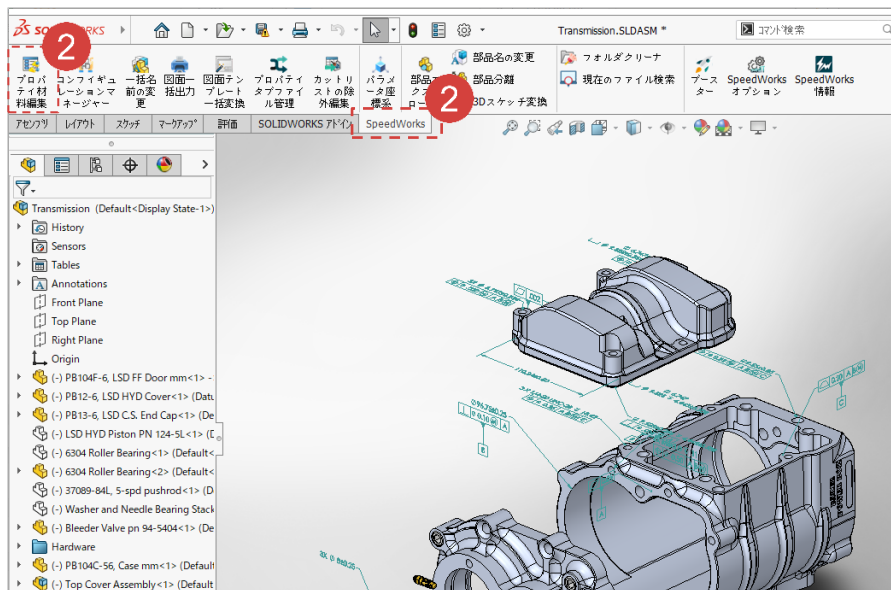 SOLIDWORKS
Transmission.SLDASM *
コマンド検索
2
プロパティ材料編集
コンフィギュレーションマネージャー
一括名前の変更
図面一括出力
図面テンプレート一括変換
プロパティタブファイル管理
カットリストの除外編集
パラメータ座標系
部品名の変更
部品分離
3Dスケッチ変換
フォルダクリーナ
現在のファイル検索
ブースター
SpeedWorks オプション
SpeedWorks 情報
2
アセンブリ
レイアウト
スケッチ
マークアップ
評価
SOLIDWORKS アドイン
SpeedWorks
Transmission (Default<Display State-1>)
History
Sensors
Tables
Annotations
Front Plane
Top Plane
Right Plane
Origin
(-) PB104F-6, LSD FF Door mm<1> -
(-) PB12-6, LSD HYD Cover<1> (Datu
(-) PB13-6, LSD C.S. End Cap<1> (De
(-) LSD HYD Piston PN 124-5L<1> (D
(-) 6304 Roller Bearing<1> (Default<
(-) 6304 Roller Bearing<2> (Default<
(-) 37089-84L, 5-spd pushrod<1> (D
(-) Washer and Needle Bearing Stack
(-) Bleeder Valve pn 94-5404<1> (De
Hardware
(-) PB104C-56, Case mm<1> (Default
(-) Top Cover Assembly<1> (Default